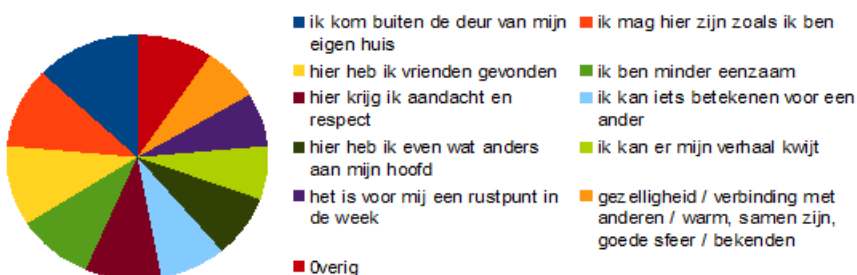 ik kom buiten de deur van mijn
eigen huis
ik mag hier zijn zoals ik ben
hier heb ik vrienden gevonden
ik ben minder eenzaam
hier krijg ik aandacht en
respect
ik kan iets betekenen voor een
ander
hier heb ik even wat anders
aan mijn hoofd
ik kan er mijn verhaal kwijt
het is voor mij een rustpunt in
de week
gezelligheid / verbinding met
anderen / warm, samen zijn,
goede sfeer / bekenden
Overig